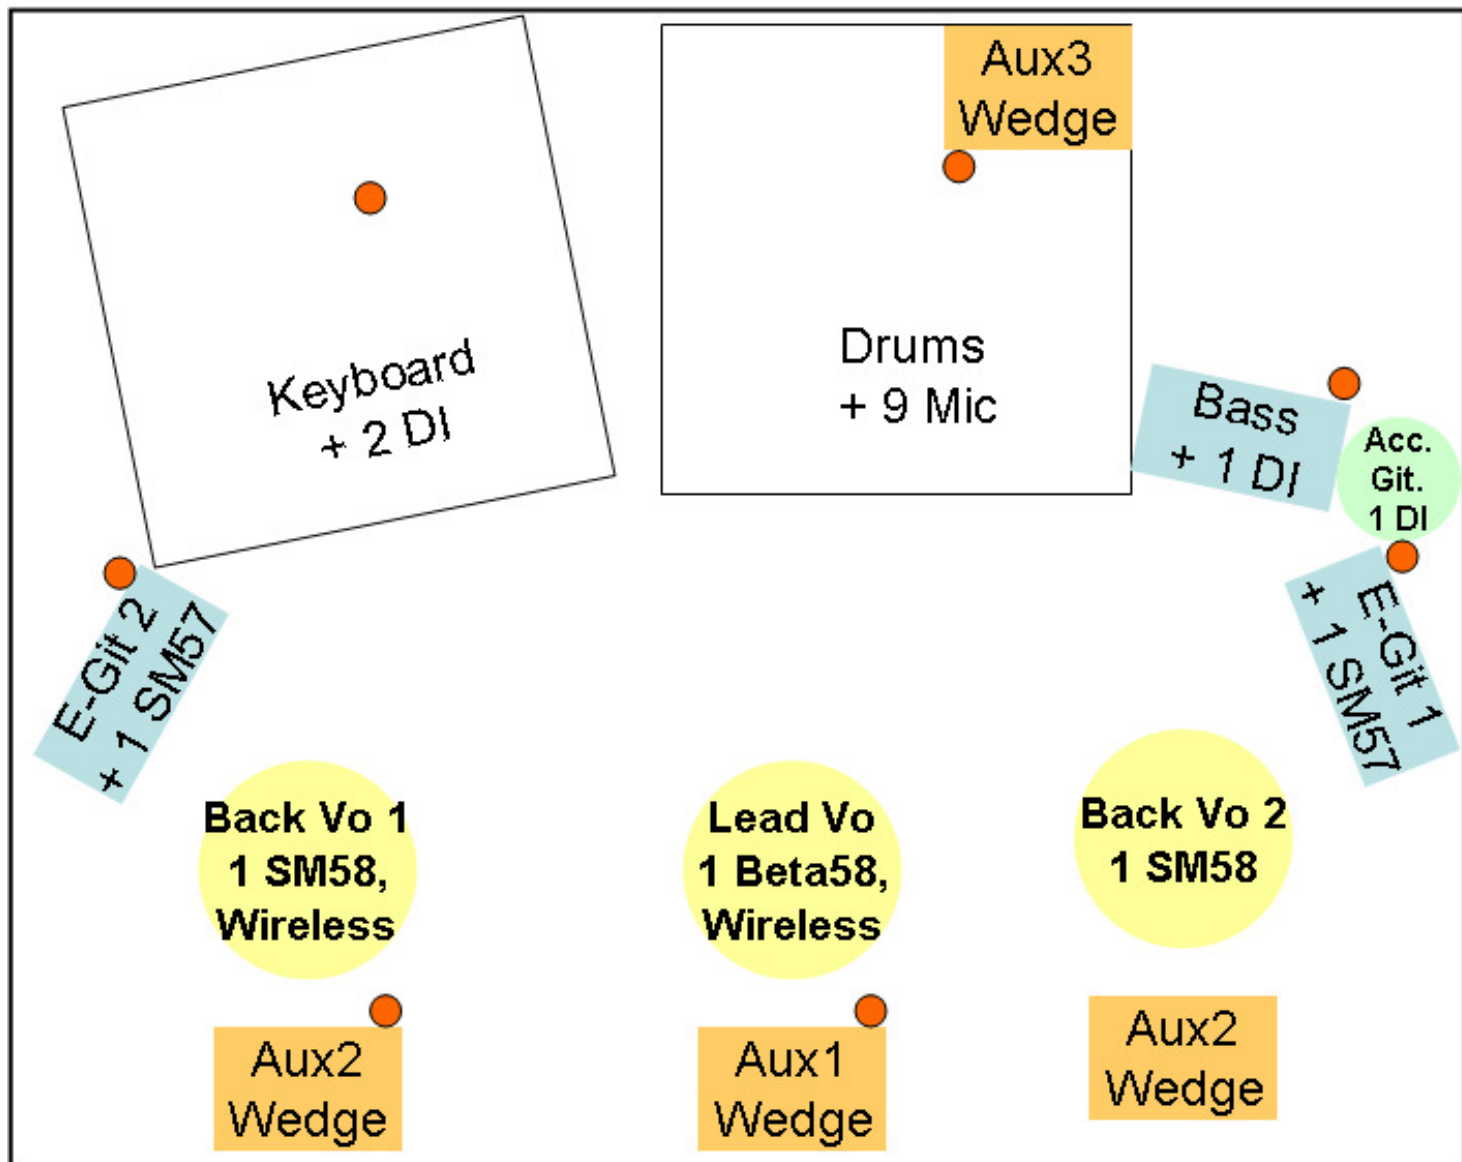 Aux3
Wedge
Keyboard
+ 2 DI
Drums
+ 9 Mic
Bass
+ 1 DI
Acc.
Git.
1 DI
E-Git 2
+ 1 SM57
E-Git 1
+ 1 SM57
Back Vo 1
1 SM58,
Wireless
Lead Vo
1 Beta58,
Wireless
Back Vo 2
1 SM58
Aux2
Wedge
Aux1
Wedge
Aux2
Wedge